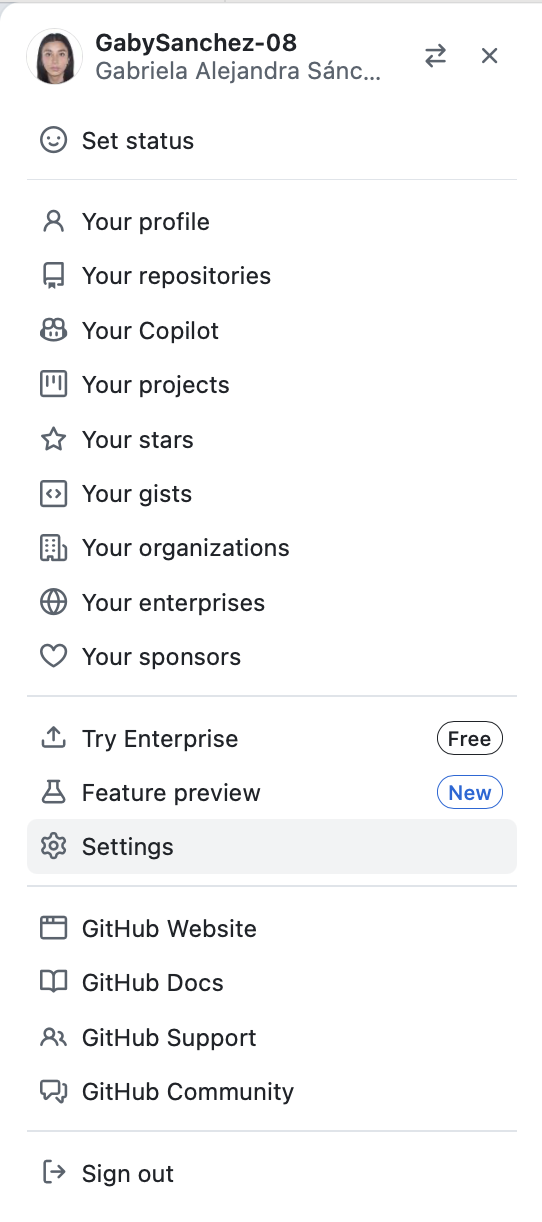 GabySanchez-08
Gabriela Alejandra Sánc...
Set status
Your profile
Your repositories
Your Copilot
Your projects
Your stars
Your gists
Your organizations
Your enterprises
Your sponsors
Try Enterprise Free
Feature preview New
Settings
GitHub Website
GitHub Docs
GitHub Support
GitHub Community
Sign out